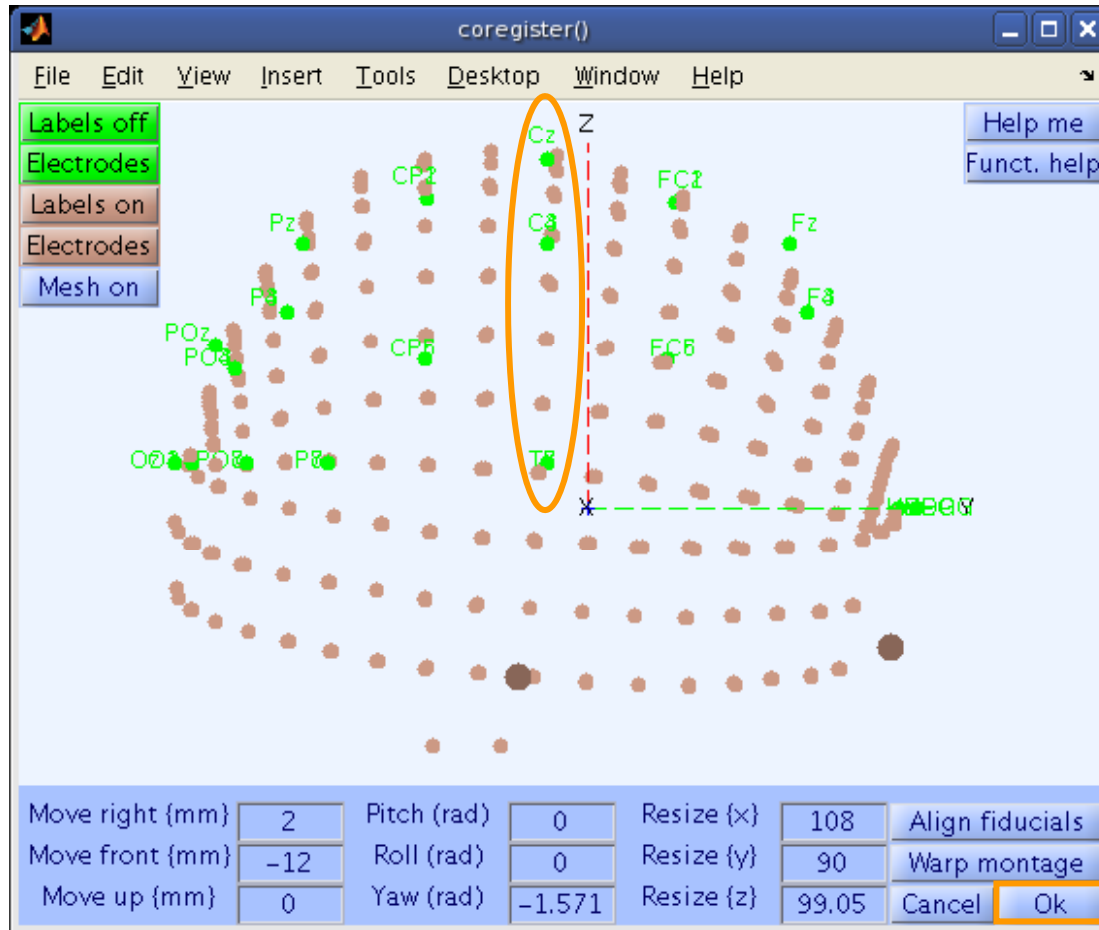 coregister()
File Edit View Insert Tools Desktop Window Help
Labels off
Electrodes
Labels on
Electrodes
Mesh on
Help me
Funct. help
Cz
Z
Pz
Fz
POz
X
Y
Move right {mm} 2 Pitch (rad) 0 Resize {x} 108 Align fiducials
Move front {mm} -12 Roll (rad) 0 Resize {y} 90 Warp montage
Move up {mm} 0 Yaw (rad) -1.571 Resize {z} 99.05 Cancel Ok